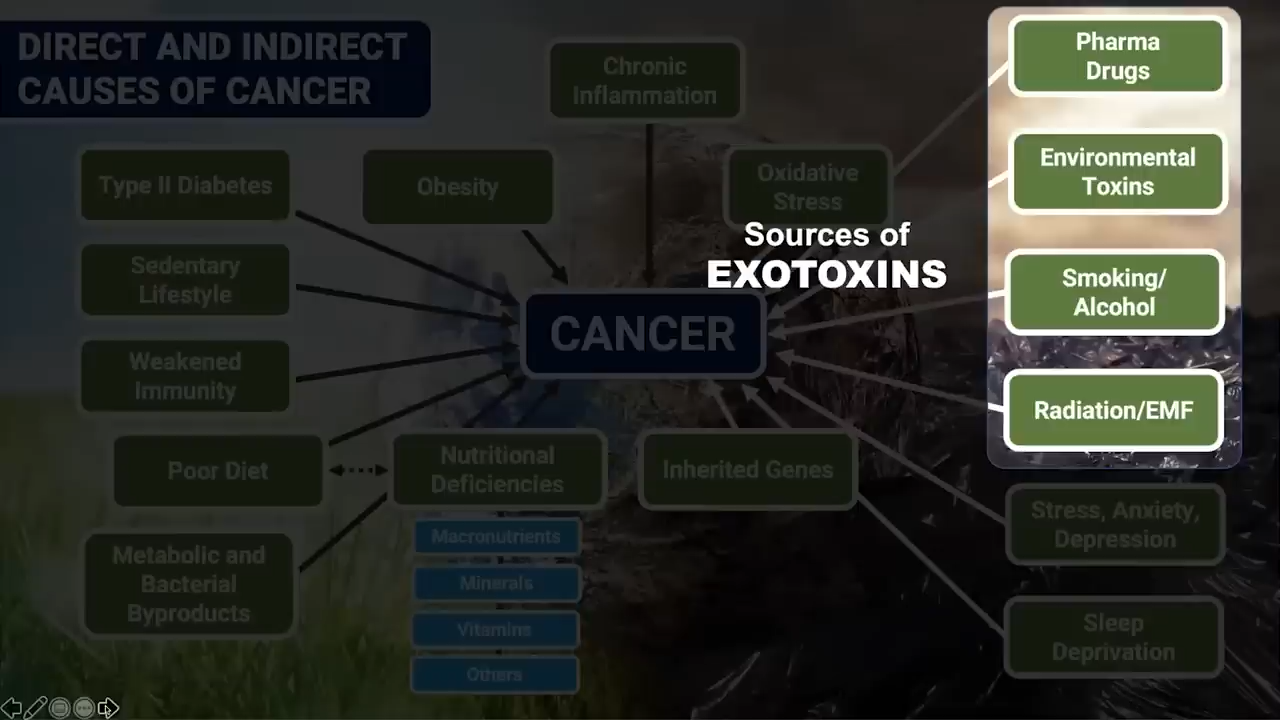 DIRECT AND INDIRECT
CAUSES OF CANCER
Chronic
Inflammation
Pharma
Drugs
Type II Diabetes
Obesity
Oxidative
Stress
Environmental
Toxins
Sources of
EXOTOXINS
Sedentary
Lifestyle
Smoking/
Alcohol
CANCER
Weakened
Immunity
Radiation/EMF
Poor Diet
Nutritional
Deficiencies
Inherited Genes
Stress, Anxiety,
Depression
Macronutrients
Minerals
Vitamins
Others
Metabolic and
Bacterial
Byproducts
Sleep
Deprivation